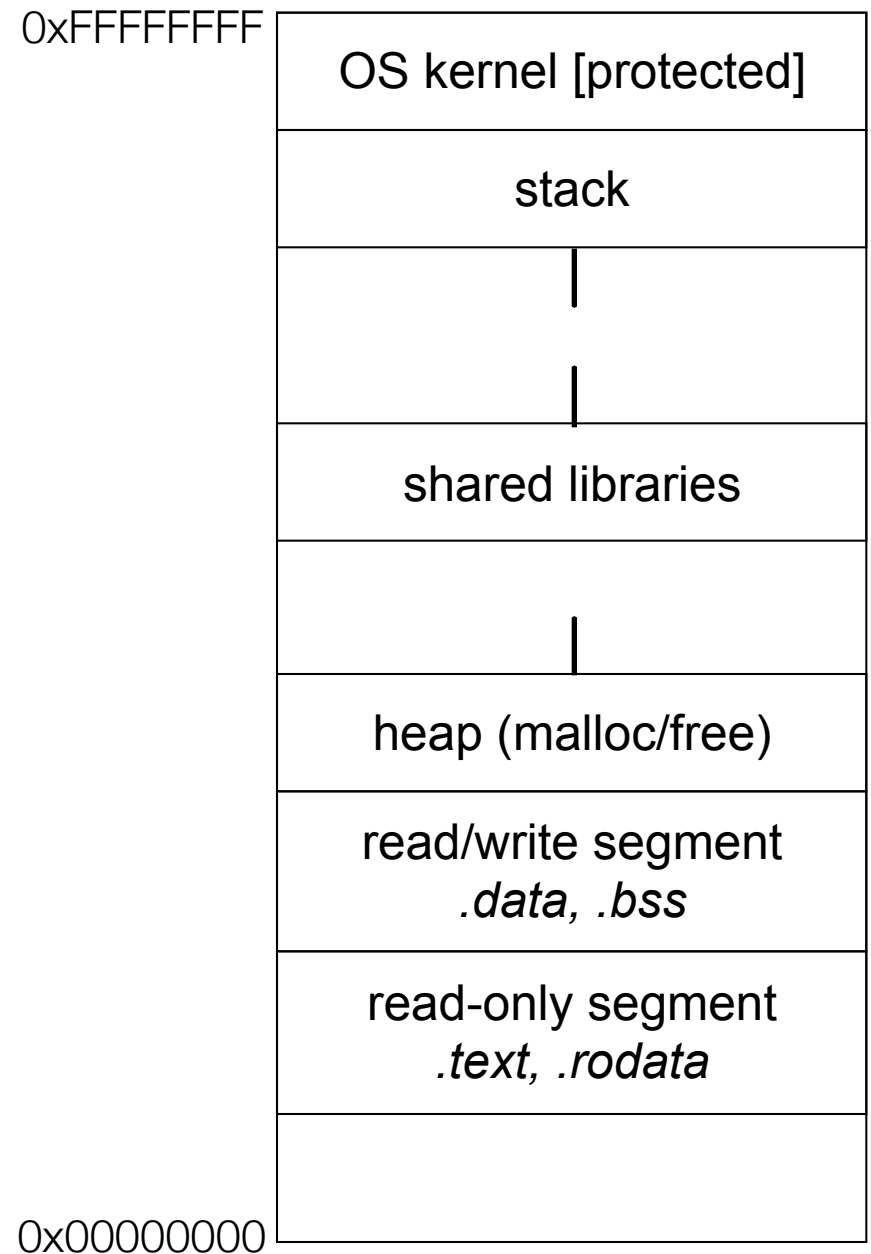 0xFFFFFFFF
OS kernel [protected]
stack
shared libraries
heap (malloc/free)
read/write segment
.data, .bss
read-only segment
.text, .rodata
0x00000000